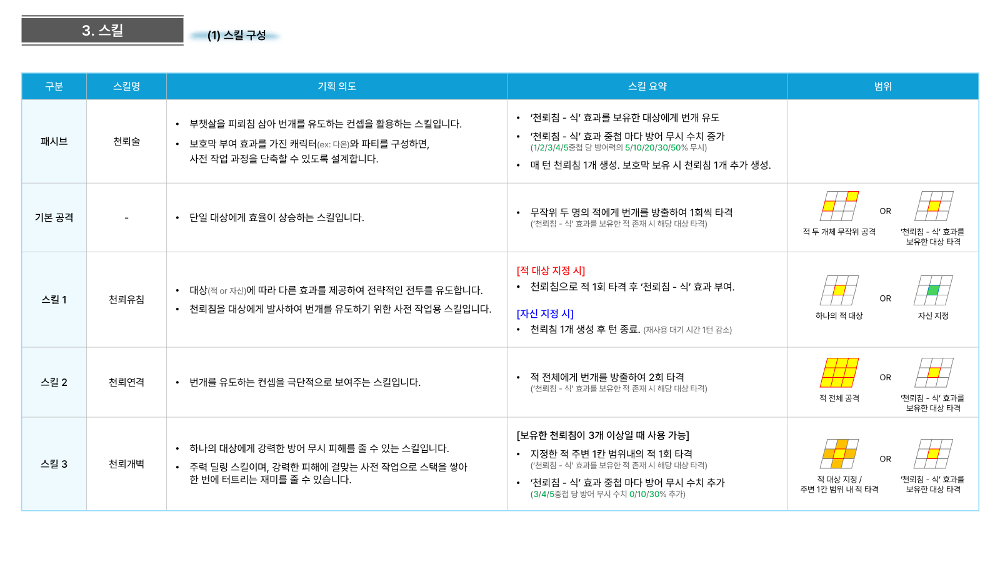 3. 스킬
(1) 스킬 구성
구분
스킬명
기획 의도
스킬 요약
범위
패시브
천뢰술
• 부챗살을 피뢰침 삼아 번개를 유도하는 컨셉을 활용하는 스킬입니다.
• 보호막 부여 효과를 가진 캐릭터(ex: 다온)와 파티를 구성하면,
사전 작업 과정을 단축할 수 있도록 설계합니다.
• ‘천뢰침 - 식’ 효과를 보유한 대상에게 번개 유도
• ‘천뢰침 - 식’ 효과 중첩 마다 방어 무시 수치 증가
(1/2/3/4/5중첩 당 방어력의 5/10/20/30/50% 무시)
• 매 턴 천뢰침 1개 생성. 보호막 보유 시 천뢰침 1개 추가 생성.
기본 공격
-
• 단일 대상에게 효율이 상승하는 스킬입니다.
• 무작위 두 명의 적에게 번개를 방출하여 1회씩 타격
(‘천뢰침 - 식’ 효과를 보유한 적 존재 시 해당 대상 타격)
OR
적 두 개체 무작위 공격
‘천뢰침 - 식’ 효과를
보유한 대상 타격
스킬 1
천뢰유침
• 대상(적 or 자신)에 따라 다른 효과를 제공하여 전략적인 전투를 유도합니다.
• 천뢰침을 대상에게 발사하여 번개를 유도하기 위한 사전 작업용 스킬입니다.
[적 대상 지정 시]
• 천뢰침으로 적 1회 타격 후 ‘천뢰침 - 식’ 효과 부여.
[자신 지정 시]
• 천뢰침 1개 생성 후 턴 종료. (재사용 대기 시간 1턴 감소)
OR
하나의 적 대상
자신 지정
스킬 2
천뢰연격
• 번개를 유도하는 컨셉을 극단적으로 보여주는 스킬입니다.
• 적 전체에게 번개를 방출하여 2회 타격
(‘천뢰침 - 식’ 효과를 보유한 적 존재 시 해당 대상 타격)
OR
적 전체 공격
‘천뢰침 - 식’ 효과를
보유한 대상 타격
스킬 3
천뢰개벽
• 하나의 대상에게 강력한 방어 무시 피해를 줄 수 있는 스킬입니다.
• 주력 딜링 스킬이며, 강력한 피해에 걸맞는 사전 작업으로 스택을 쌓아
한 번에 터트리는 재미를 줄 수 있습니다.
[보유한 천뢰침이 3개 이상일 때 사용 가능]
• 지정한 적 주변 1칸 범위내의 적 1회 타격
(‘천뢰침 - 식’ 효과를 보유한 적 존재 시 해당 대상 타격)
• ‘천뢰침 - 식’ 효과 중첩 마다 방어 무시 수치 추가
(3/4/5중첩 당 방어 무시 수치 0/10/30% 추가)
OR
적 대상 지정 /
주변 1칸 범위 내 적 타격
‘천뢰침 - 식’ 효과를
보유한 대상 타격